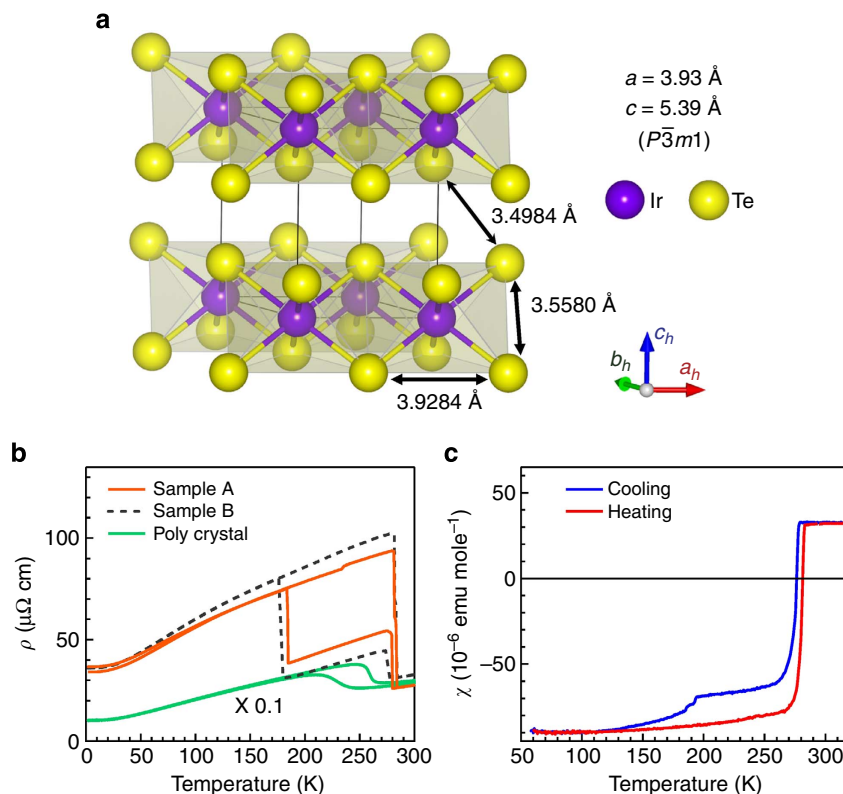 a
a = 3.93 Å
c = 5.39 Å
(P3̅m1)
Ir Te
3.4984 Å
3.5580 Å
3.9284 Å
c_h
b_h
a_h
b
Sample A
Sample B
Poly crystal
X 0.1
ρ (μΩ cm)
100
50
0
0 50 100 150 200 250 300
Temperature (K)
c
Cooling
Heating
χ (10⁻⁶ emu mole⁻¹)
50
0
−50
50 100 150 200 250 300
Temperature (K)